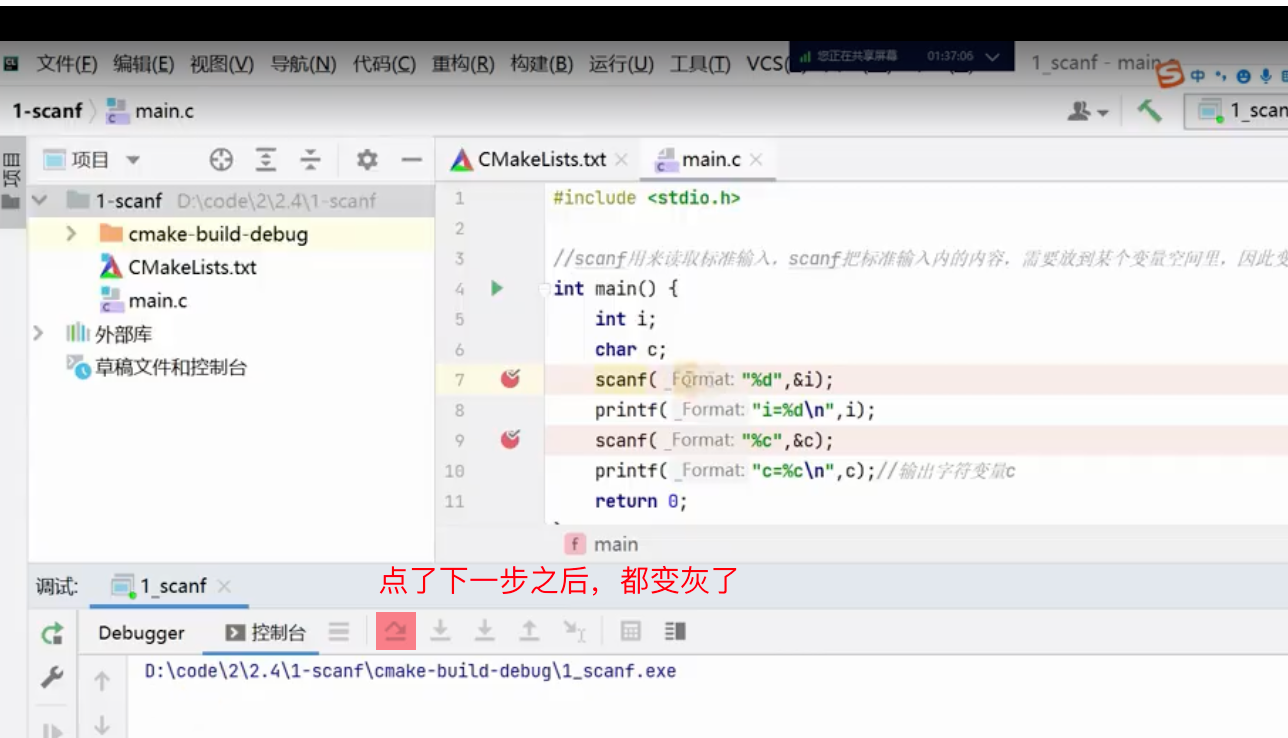 文件(F) 编辑(E) 视图(V) 导航(N) 代码(C) 重构(R) 构建(B) 运行(U) 工具(T) VCS( 您正在共享屏幕 01:37:06 1_scanf - main 中
1-scanf main.c 1_scan
项目 CMakeLists.txt main.c
1-scanf D:\code\2\2.4\1-scanf
cmake-build-debug
CMakeLists.txt
main.c
外部库
草稿文件和控制台
1 #include <stdio.h>
2
3 //scanf用来读取标准输入，scanf把标准输入内的内容，需要放到某个变量空间里，因此变
4 int main() {
5 int i;
6 char c;
7 scanf( _Format: "%d",&i);
8 printf( _Format: "i=%d\n",i);
9 scanf( _Format: "%c",&c);
10 printf( _Format: "c=%c\n",c);//输出字符变量c
11 return 0;
f main
调试: 1_scanf 点了下一步之后，都变灰了
Debugger 控制台
D:\code\2\2.4\1-scanf\cmake-build-debug\1_scanf.exe